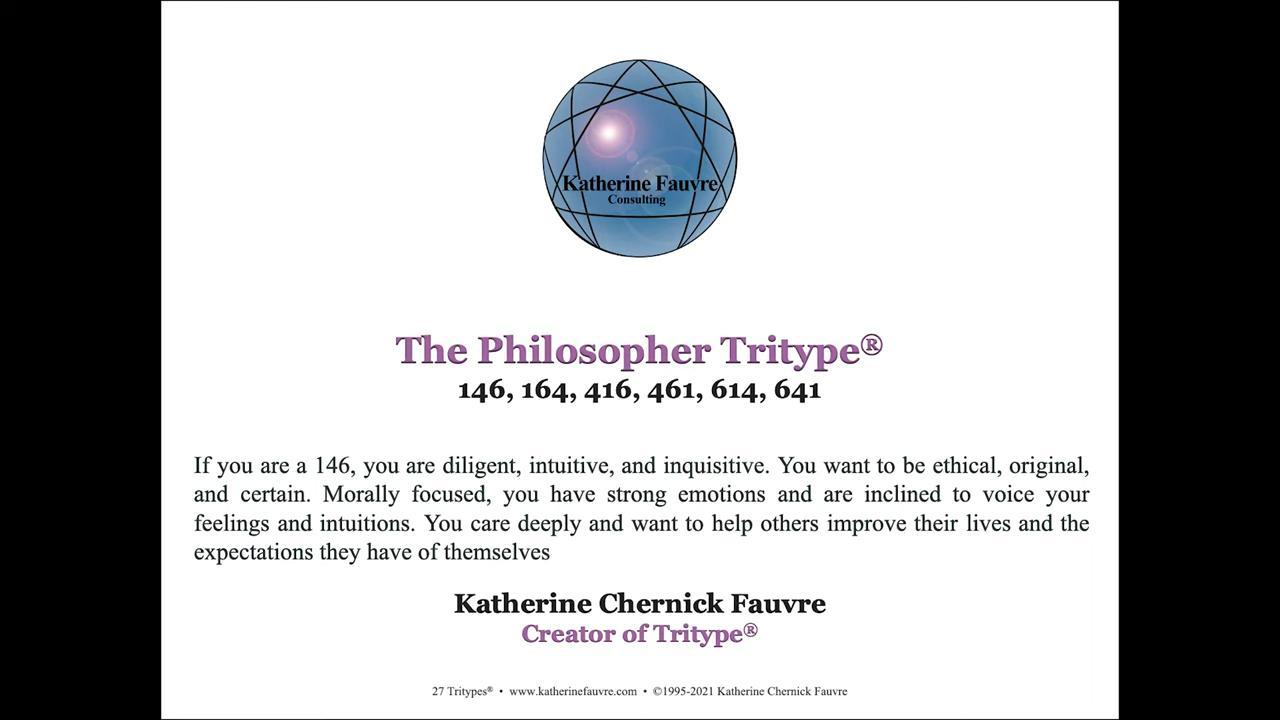 Katherine Fauvre
Consulting
The Philosopher Tritype®
146, 164, 416, 461, 614, 641
If you are a 146, you are diligent, intuitive, and inquisitive. You want to be ethical, original,
and certain. Morally focused, you have strong emotions and are inclined to voice your
feelings and intuitions. You care deeply and want to help others improve their lives and the
expectations they have of themselves
Katherine Chernick Fauvre
Creator of Tritype®
27 Tritypes® • www.katherinefauvre.com • ©1995-2021 Katherine Chernick Fauvre